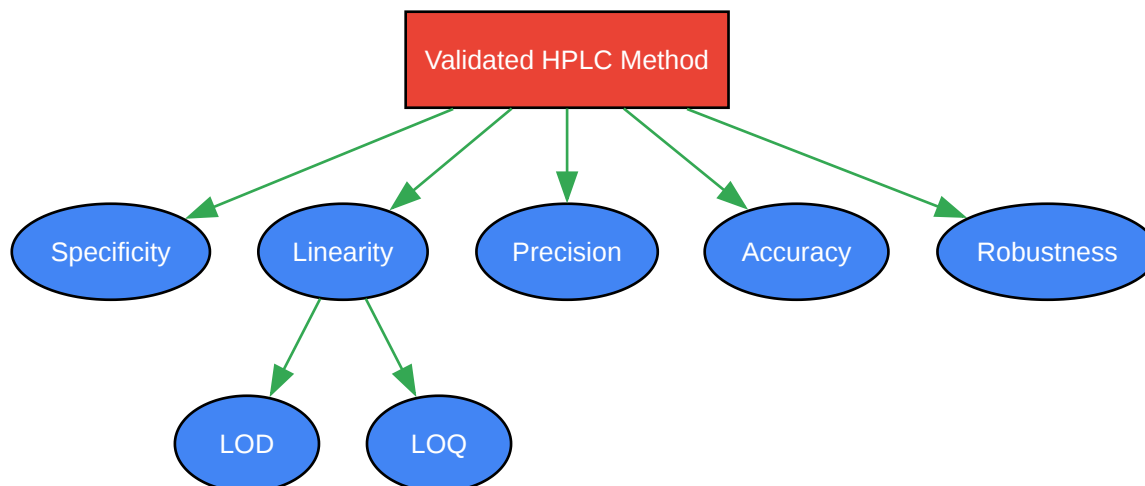 Validated HPLC Method
Specificity
Linearity
Precision
Accuracy
Robustness
LOD
LOQ